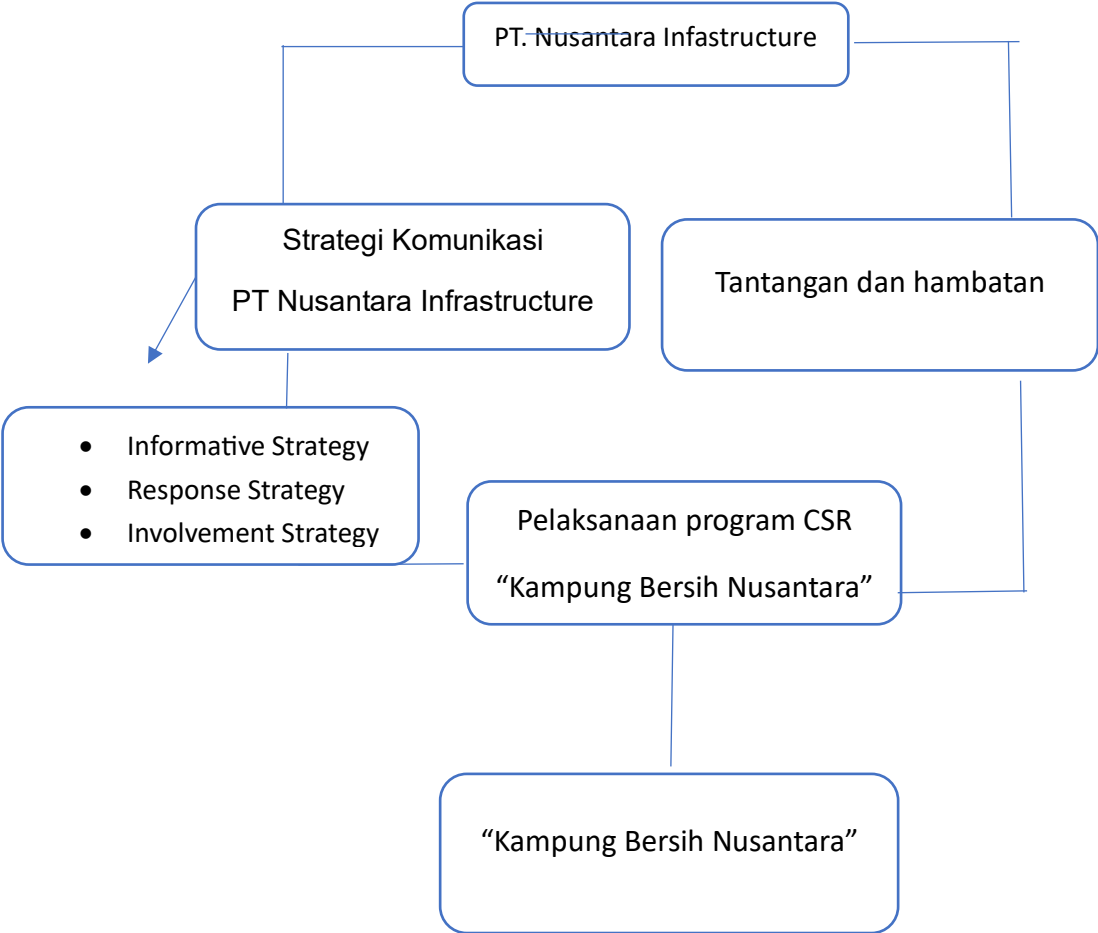 PT. Nusantara Infastructure
Strategi Komunikasi
PT Nusantara Infrastructure
Tantangan dan hambatan
• Informative Strategy
• Response Strategy
• Involvement Strategy
Pelaksanaan program CSR
“Kampung Bersih Nusantara”
“Kampung Bersih Nusantara”